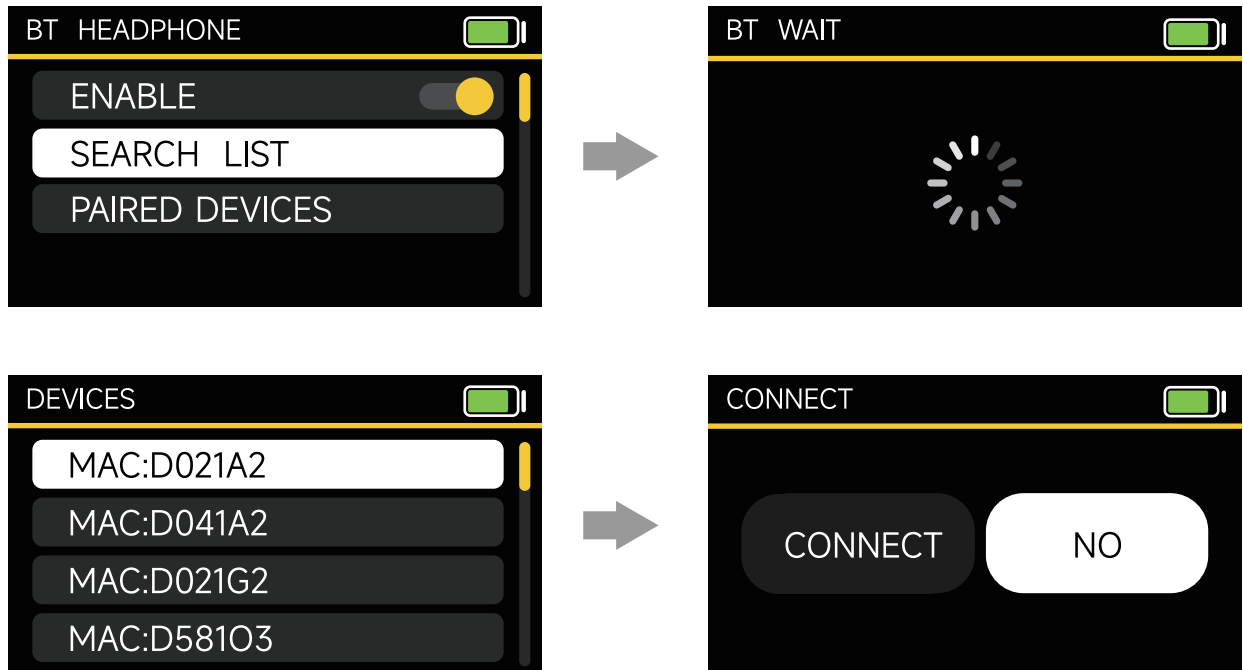 BT HEADPHONE
ENABLE
SEARCH LIST
PAIRED DEVICES
BT WAIT
DEVICES
MAC:D021A2
MAC:D041A2
MAC:D021G2
MAC:D581O3
CONNECT
CONNECT
NO